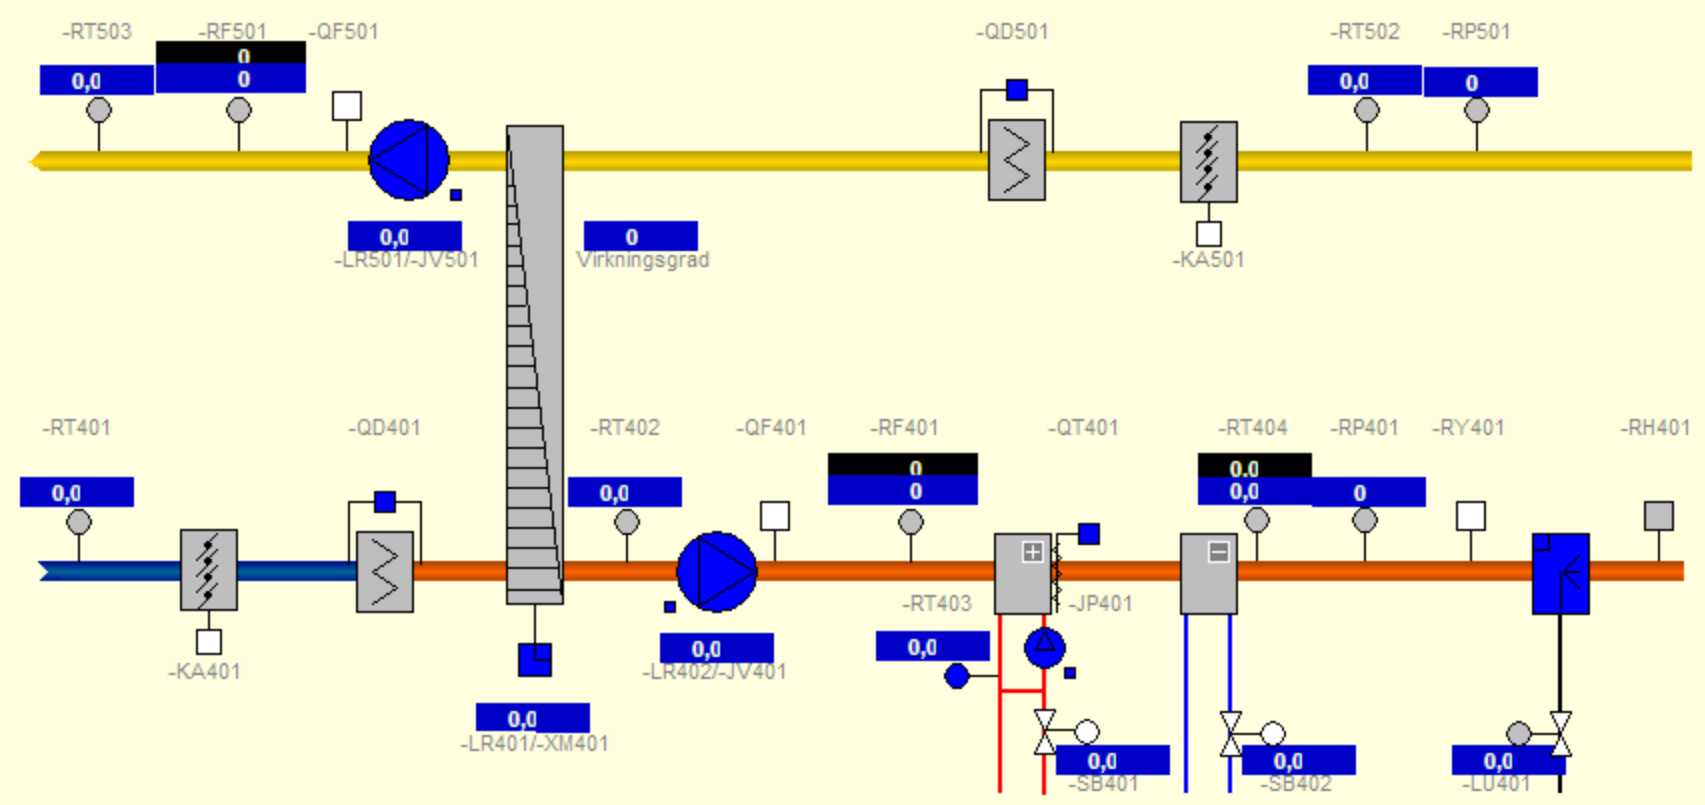 -RT503
-RF501
-QF501
-QD501
-RT502
-RP501
0
0,0
0
0,0
0
0,0
-LR501/-JV501
0
Virkningsgrad
-KA501
-RT401
-QD401
-RT402
-QF401
-RF401
-QT401
-RT404
-RP401
-RY401
-RH401
0
0.0
0,0
0,0
0
0,0
0
+
−
-RT403
-JP401
0,0
0,0
-KA401
-LR402/-JV401
0,0
-LR401/-XM401
0,0
-SB401
0,0
-SB402
0,0
-LU401